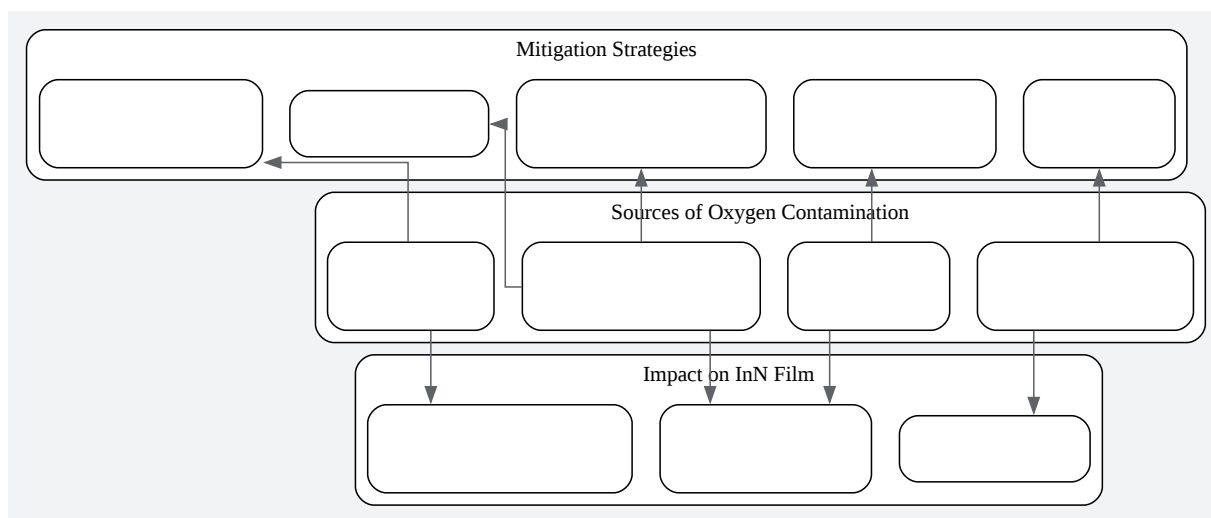 Mitigation Strategies
Sources of Oxygen Contamination
Impact on InN Film